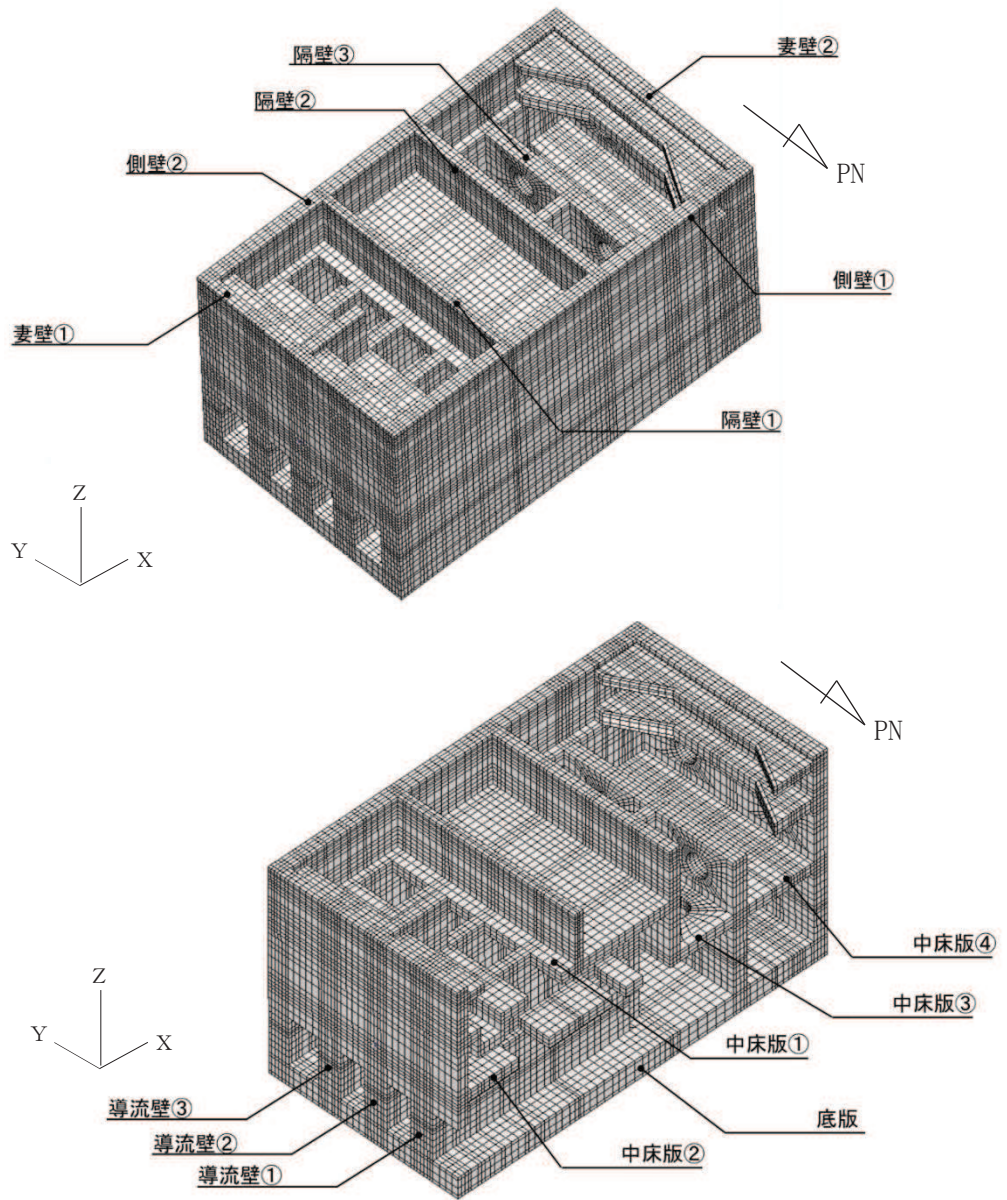 妻壁②
隔壁③
隔壁②
PN
側壁②
側壁①
妻壁①
隔壁①
Z
Y
X
PN
中床版④
Z
中床版③
Y
X
中床版①
導流壁③
底版
導流壁②
中床版②
導流壁①